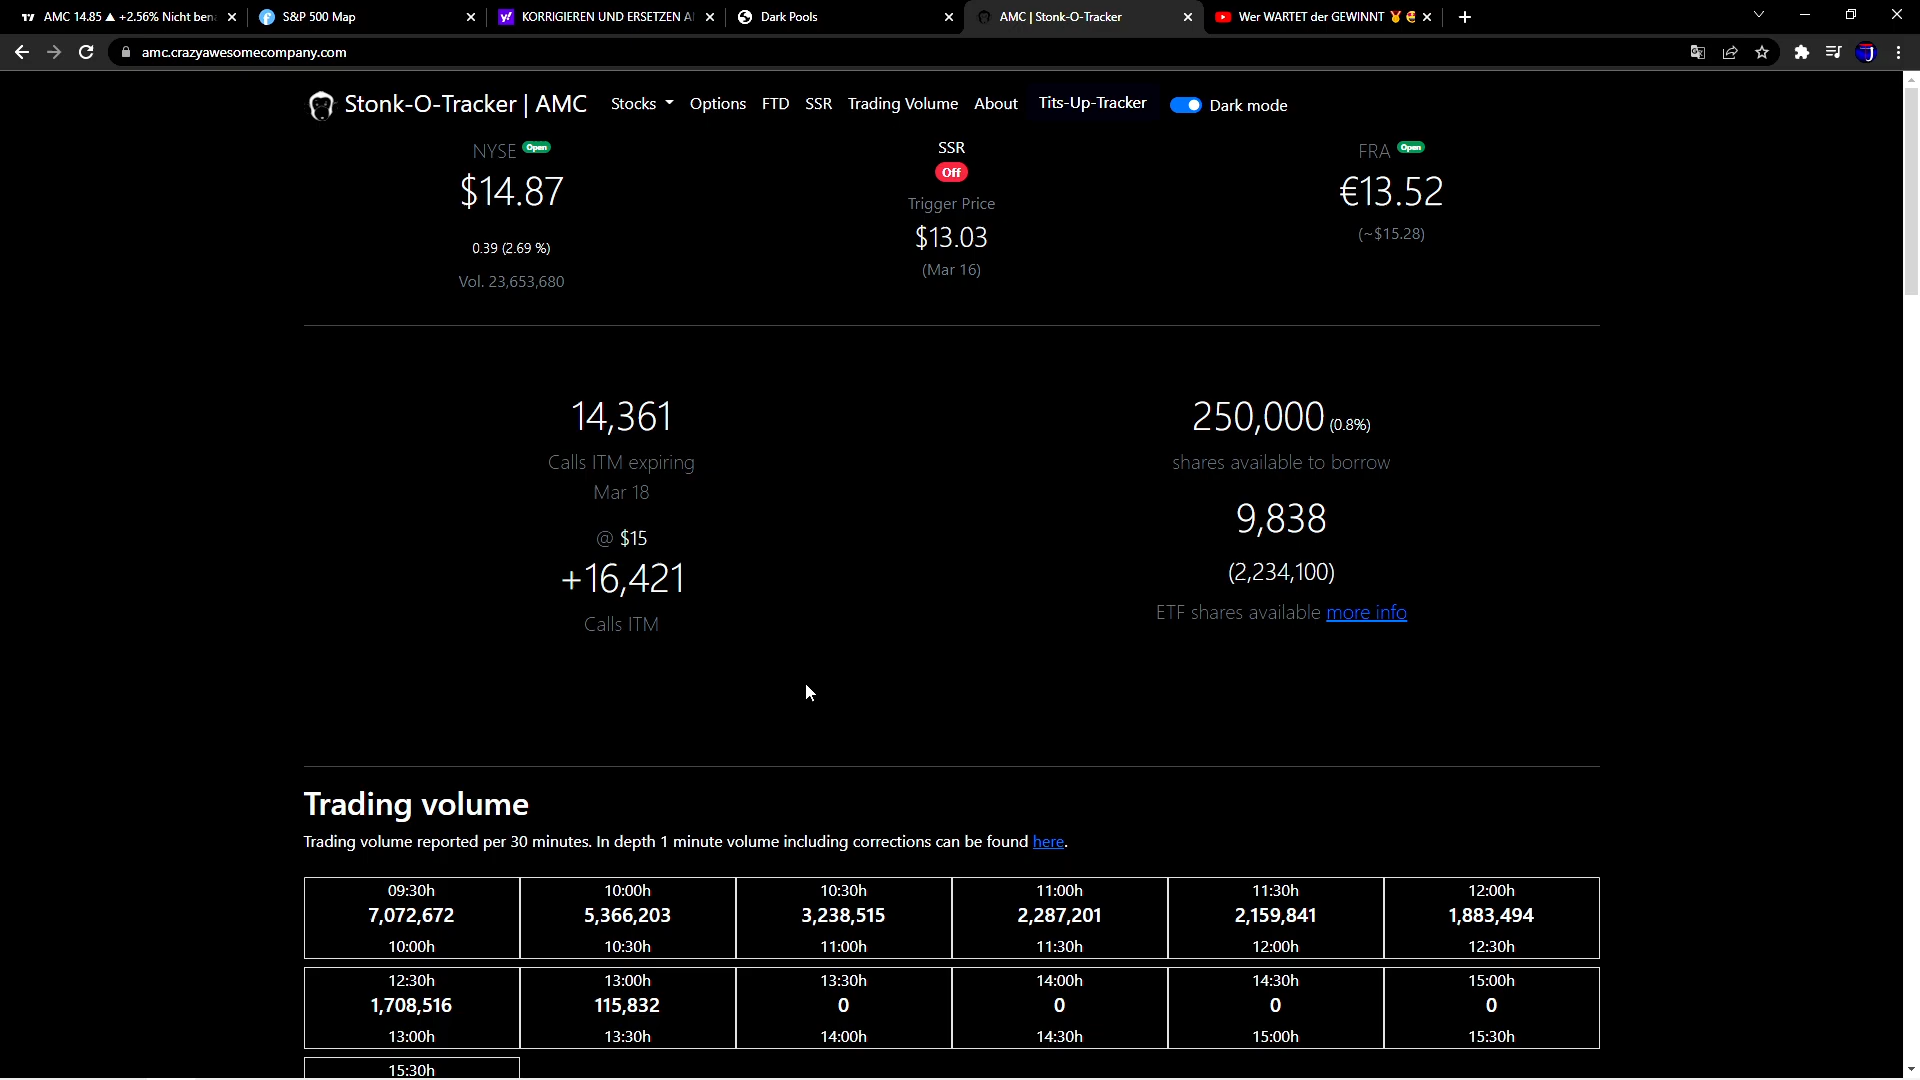 AMC 14.85 ▲ +2.56% Nicht ben
S&P 500 Map
KORRIGIEREN UND ERSETZEN A
Dark Pools
AMC | Stonk-O-Tracker
Wer WARTET der GEWINNT 🥇 🤩
amc.crazyawesomecompany.com
Stonk-O-Tracker | AMC Stocks Options FTD SSR Trading Volume About Tits-Up-Tracker Dark mode
NYSE Open
$14.87
0.39 (2.69 %)
Vol. 23,653,680
SSR
Off
Trigger Price
$13.03
(Mar 16)
FRA Open
€13.52
(~$15.28)
14,361
Calls ITM expiring
Mar 18
@ $15
+16,421
Calls ITM
250,000 (0.8%)
shares available to borrow
9,838
(2,234,100)
ETF shares available more info
Trading volume
Trading volume reported per 30 minutes. In depth 1 minute volume including corrections can be found here.
09:30h 10:00h 10:30h 11:00h 11:30h 12:00h
7,072,672 5,366,203 3,238,515 2,287,201 2,159,841 1,883,494
10:00h 10:30h 11:00h 11:30h 12:00h 12:30h
12:30h 13:00h 13:30h 14:00h 14:30h 15:00h
1,708,516 115,832 0 0 0 0
13:00h 13:30h 14:00h 14:30h 15:00h 15:30h
15:30h